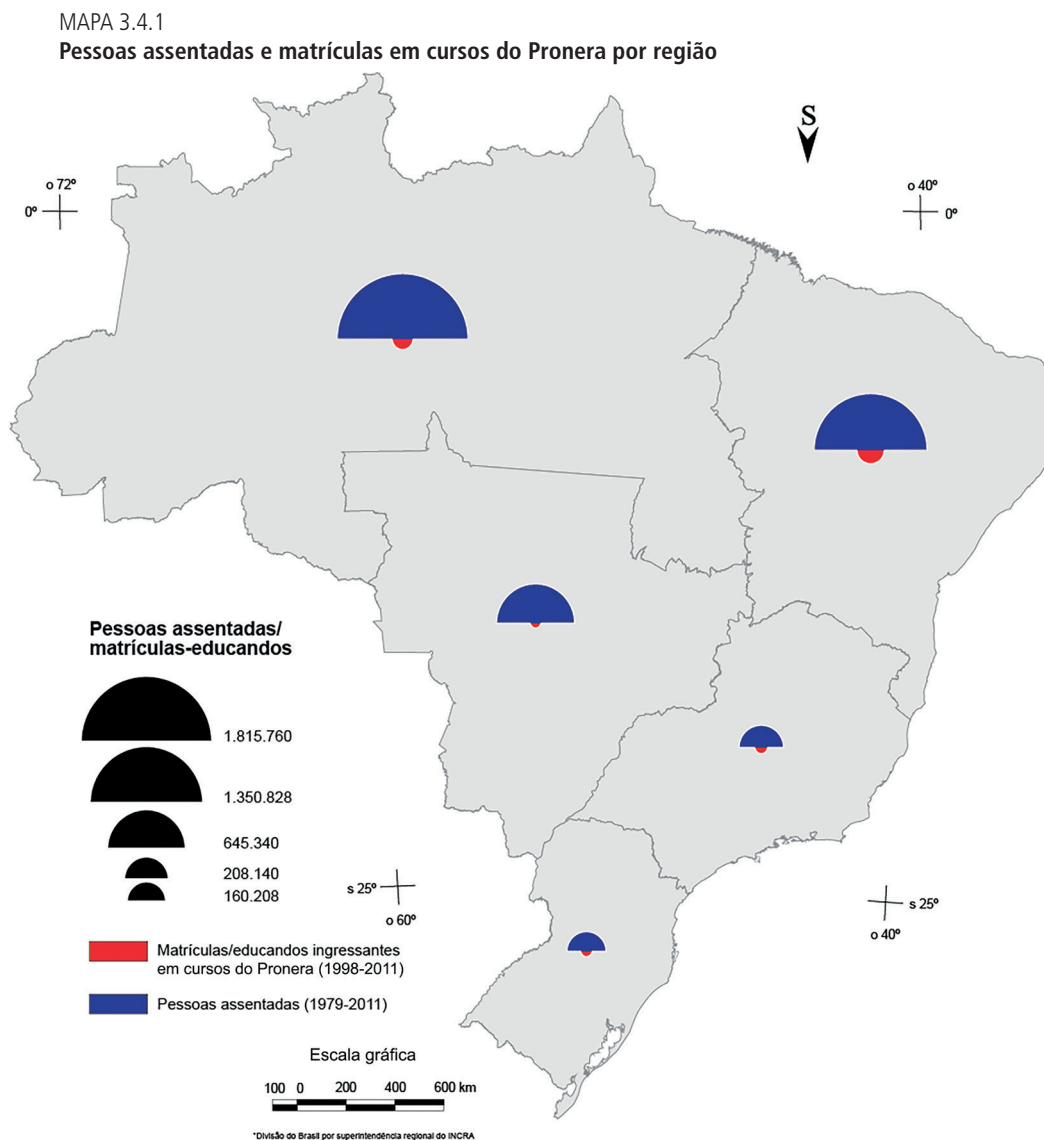 MAPA 3.4.1
Pessoas assentadas e matrículas em cursos do Pronera por região
S
o 72º
0º
o 40º
0º
Pessoas assentadas/
matrículas-educandos
1.815.760
1.350.828
645.340
208.140
160.208
s 25º
o 60º
s 25º
o 40º
Matrículas/educandos ingressantes
em cursos do Pronera (1998-2011)
Pessoas assentadas (1979-2011)
Escala gráfica
100 0 200 400 600 km
*Divisão do Brasil por superintendência regional do INCRA